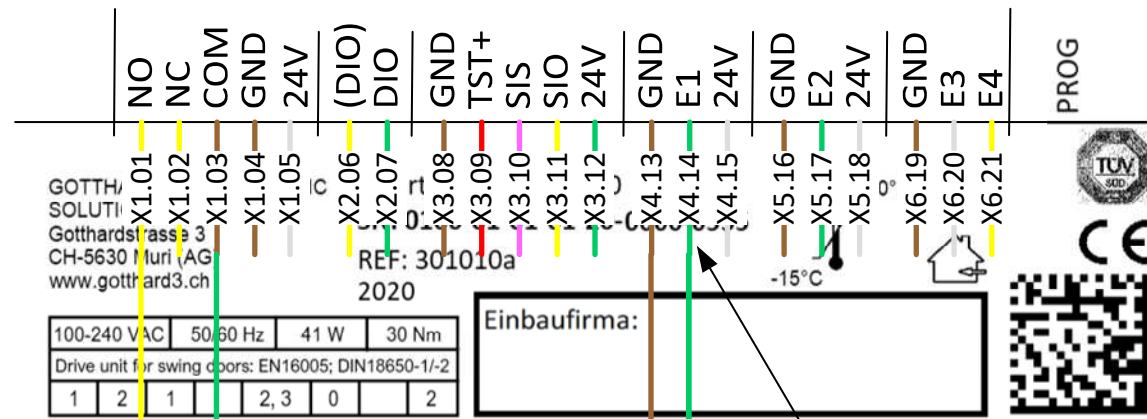 NO NC COM GND 24V (DIO) DIO GND TST+ SIS SIO 24V GND E1 24V GND E2 24V GND E3 E4 PROG
X1.01 X1.02 X1.03 X1.04 X1.05 X2.06 X2.07 X3.08 X3.09 X3.10 X3.11 X3.12 X4.13 X4.14 X4.15 X5.16 X5.17 X5.18 X6.19 X6.20 X6.21
TÜV
SÜD
Gotthardstrasse 3
CH-5630 Muri (AG)
www.gotthard3.ch
REF: 301010a
2020
-15°C
CE
Einbaufirma:
100-240 VAC 50/60 Hz 41 W 30 Nm
Drive unit for swing doors: EN16005; DIN18650-1/-2
1 2 1 2, 3 0 2